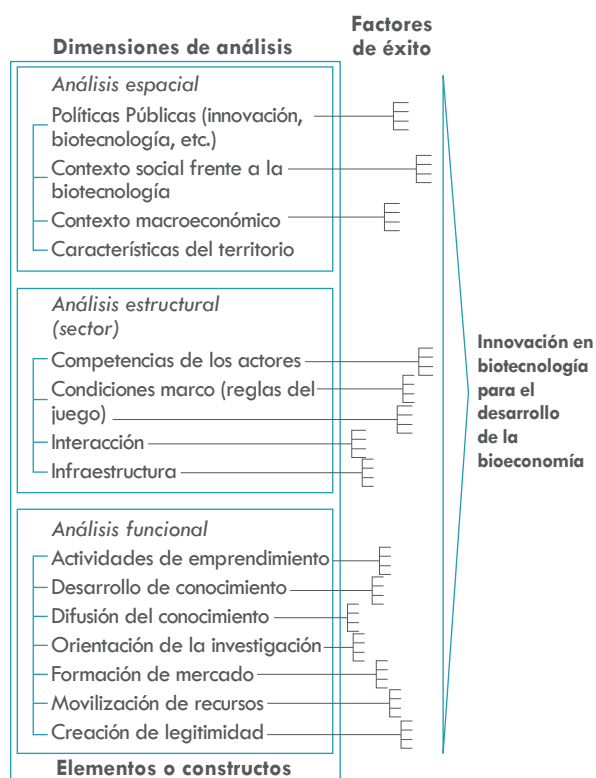 Dimensiones de análisis
Factores
de éxito
Análisis espacial
Políticas Públicas (innovación,
biotecnología, etc.)
Contexto social frente a la
biotecnología
Contexto macroeconómico
Características del territorio
Análisis estructural
(sector)
Competencias de los actores
Condiciones marco (reglas del
juego)
Interacción
Infraestructura
Análisis funcional
Actividades de emprendimiento
Desarrollo de conocimiento
Difusión del conocimiento
Orientación de la investigación
Formación de mercado
Movilización de recursos
Creación de legitimidad
Elementos o constructos
Innovación en
biotecnología
para el
desarrollo
de la
bioeconomía